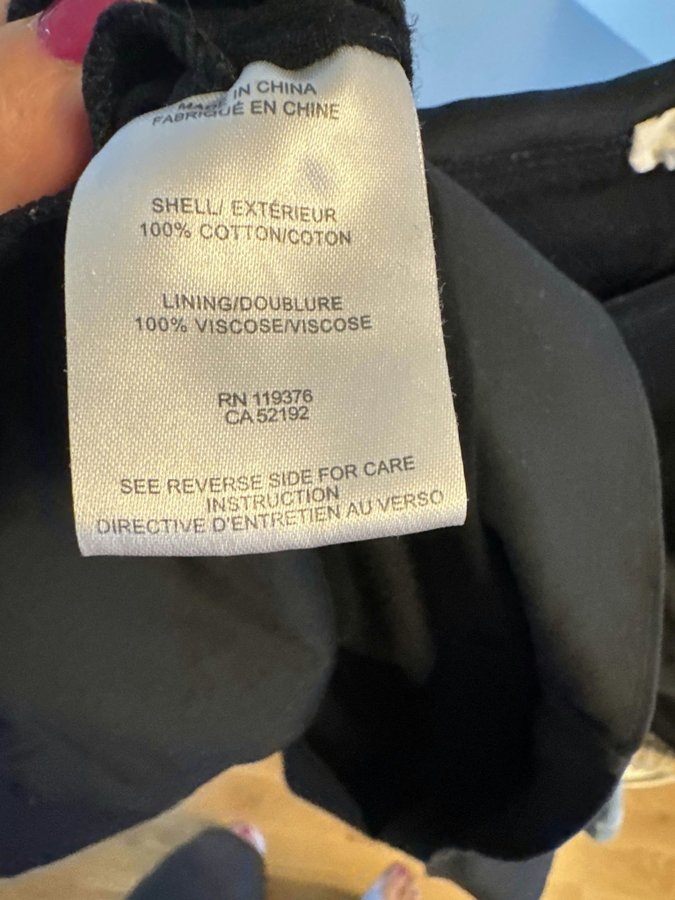 MADE IN CHINA
FABRIQUÉ EN CHINE
SHELL/ EXTÉRIEUR
100% COTTON/COTON
LINING/DOUBLURE
100% VISCOSE/VISCOSE
RN 119376
CA 52192
SEE REVERSE SIDE FOR CARE
INSTRUCTION
DIRECTIVE D'ENTRETIEN AU VERSO